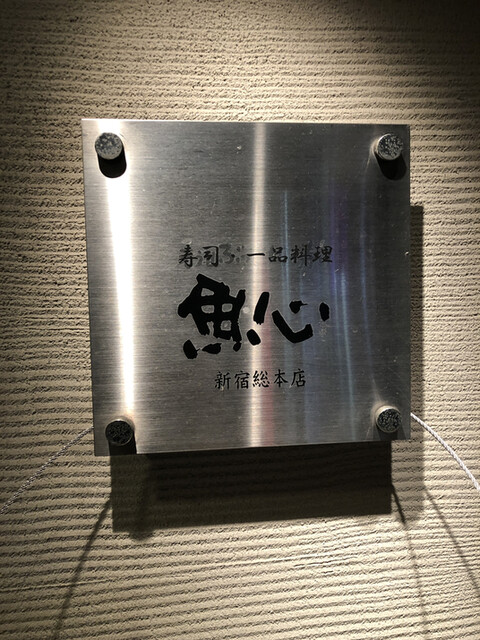 寿司 一品料理
魚心
新宿総本店